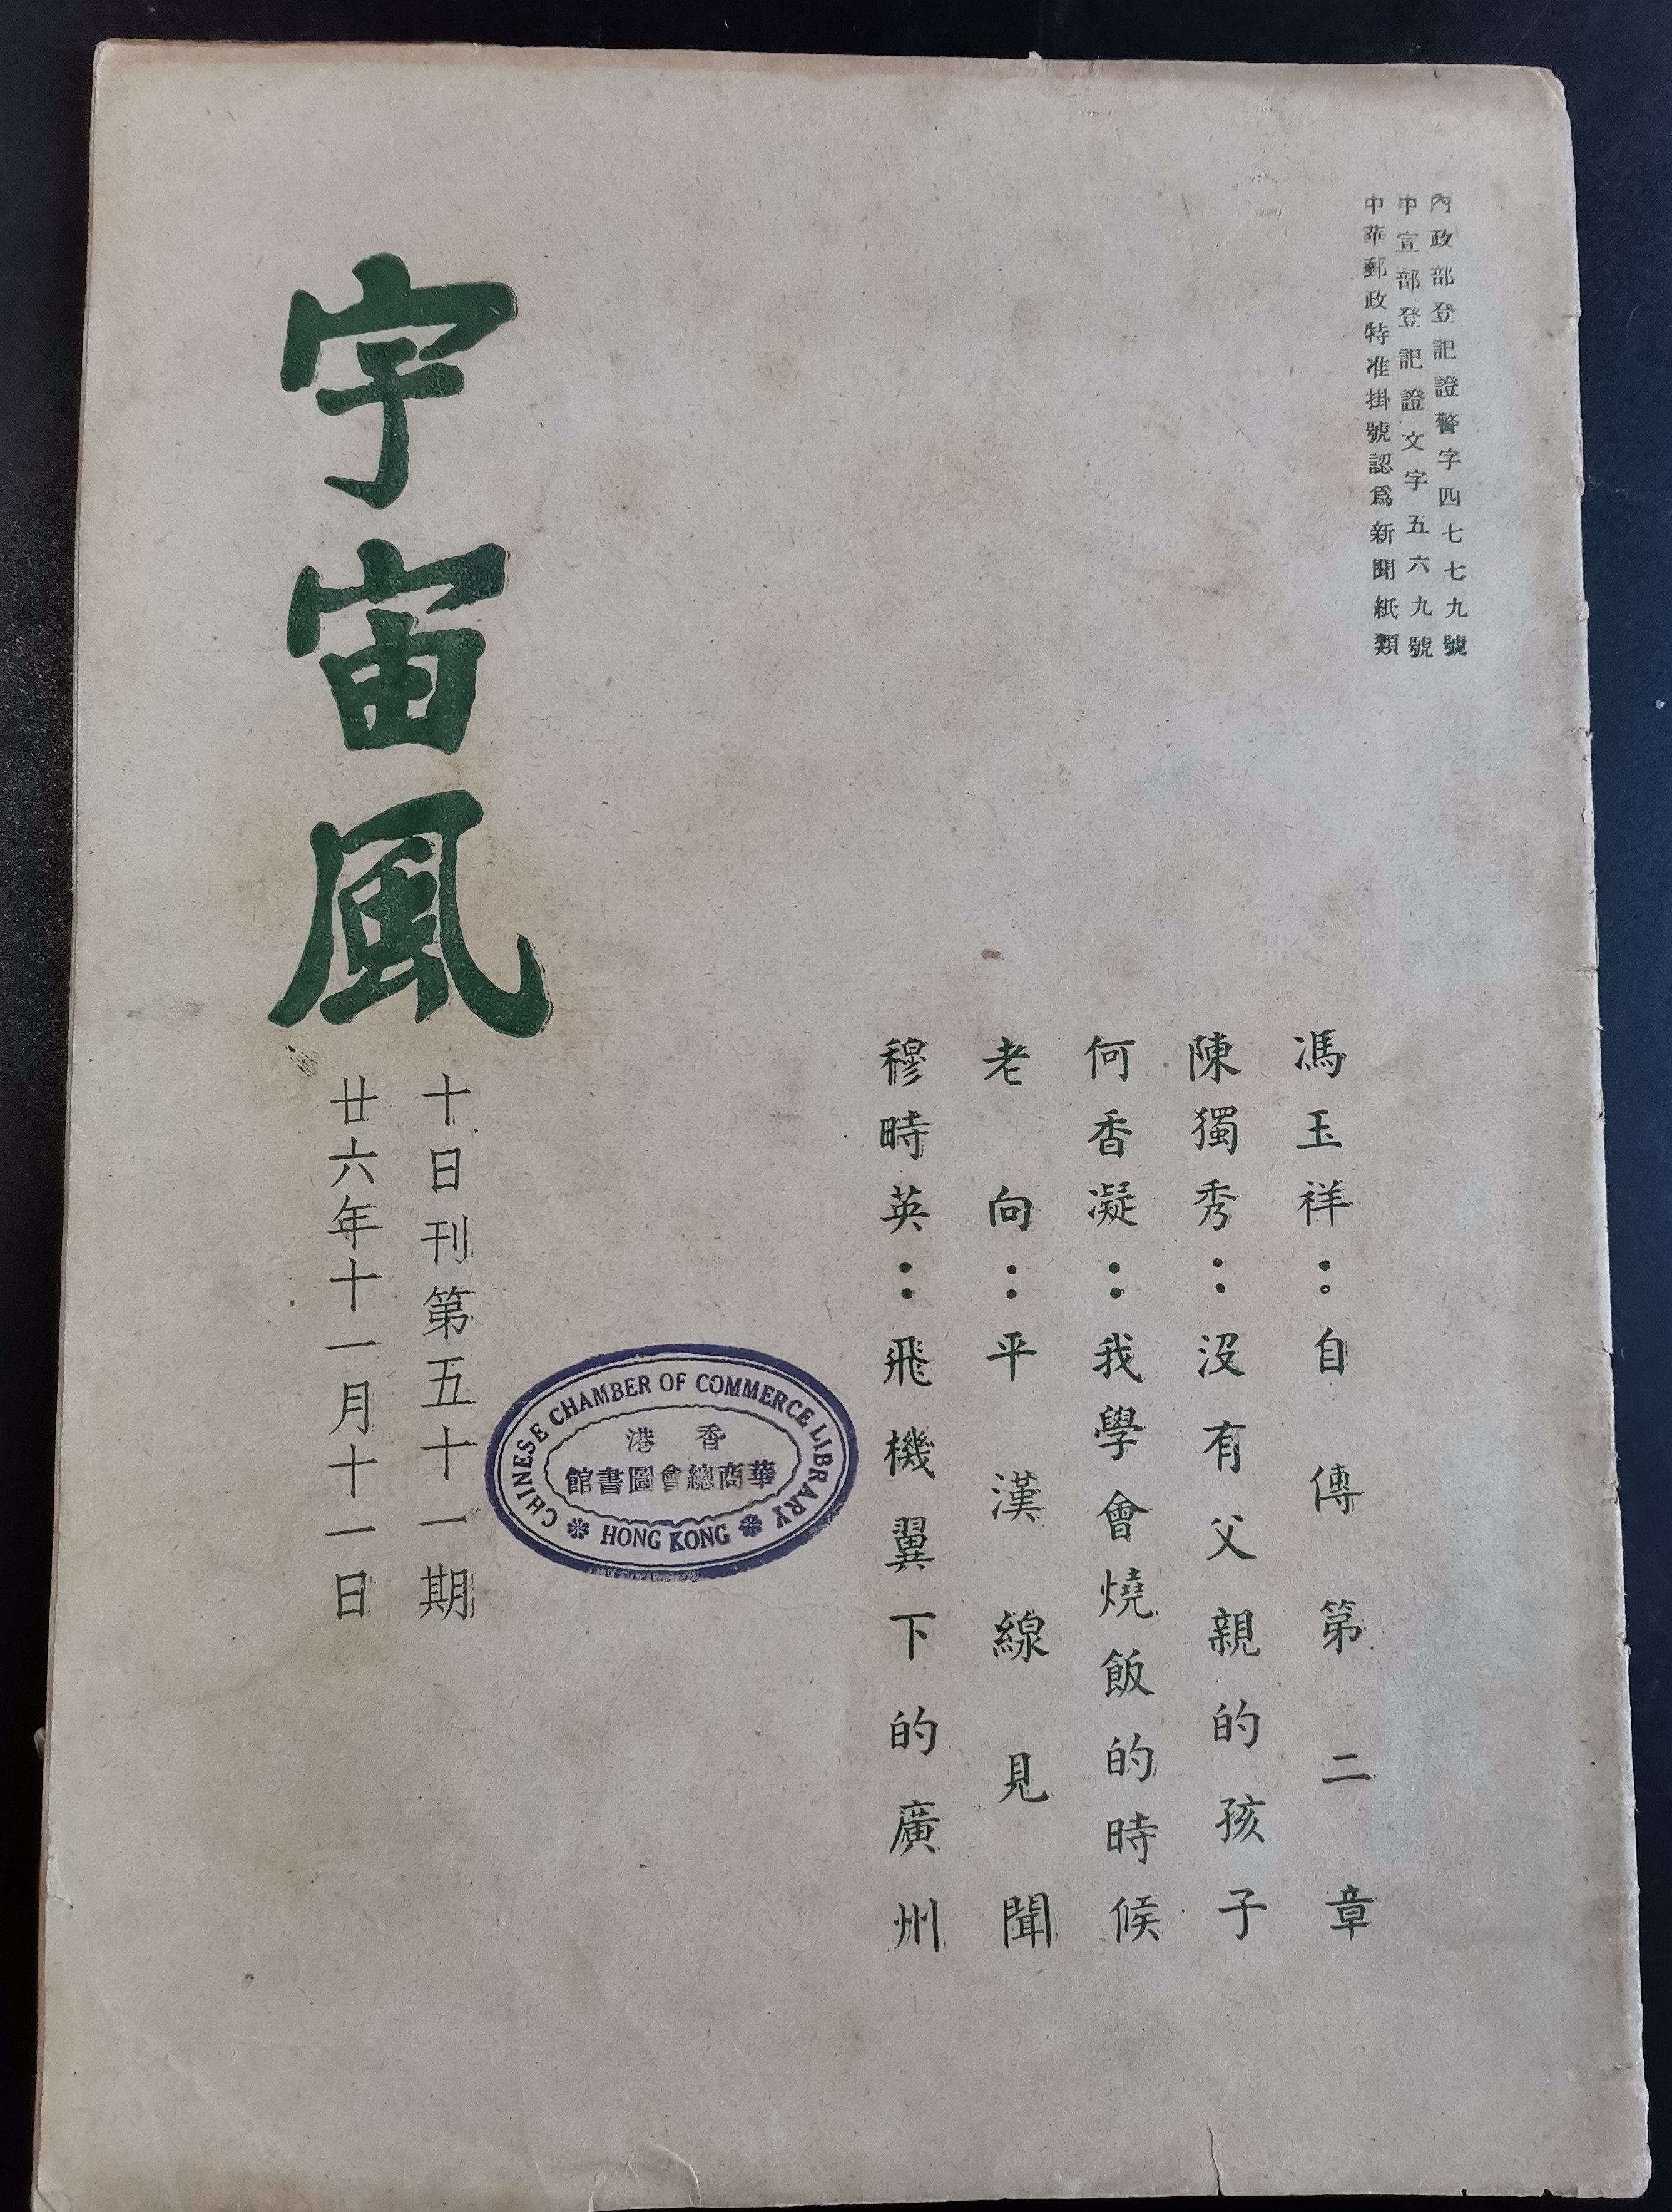 內政部登記證警字四七七九號
中宣部登記證文字五六九號
中華郵政特准掛號認爲新聞紙類
馮玉祥：自傳第二章
陳獨秀：沒有父親的孩子
何香凝：我學會燒飯的時候
老向：平漢線見聞
穆時英：飛機翼下的廣州
宇宙風
十日刊第五十一期
廿六年十一月十一日
CHINESE CHAMBER OF COMMERCE LIBRARY
香港
華商總會圖書館
HONG KONG